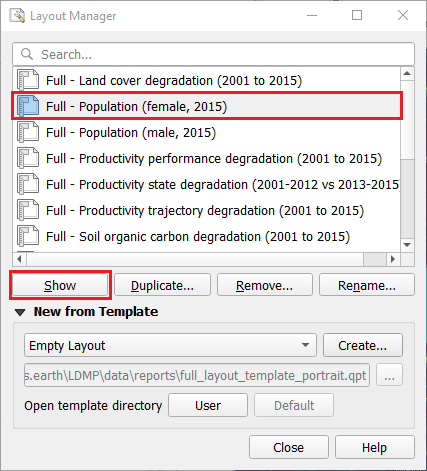 Layout Manager
Search...
Full - Land cover degradation (2001 to 2015)
Full - Population (female, 2015)
Full - Population (male, 2015)
Full - Productivity performance degradation (2001 to 2015)
Full - Productivity state degradation (2001-2012 vs 2013-2015
Full - Productivity trajectory degradation (2001 to 2015)
Full - Soil organic carbon degradation (2001 to 2015)
Show Duplicate... Remove... Rename...
New from Template
Empty Layout Create...
s.earth\LDMP\data\reports\full_layout_template_portrait.qpt ...
Open template directory User Default
Close Help